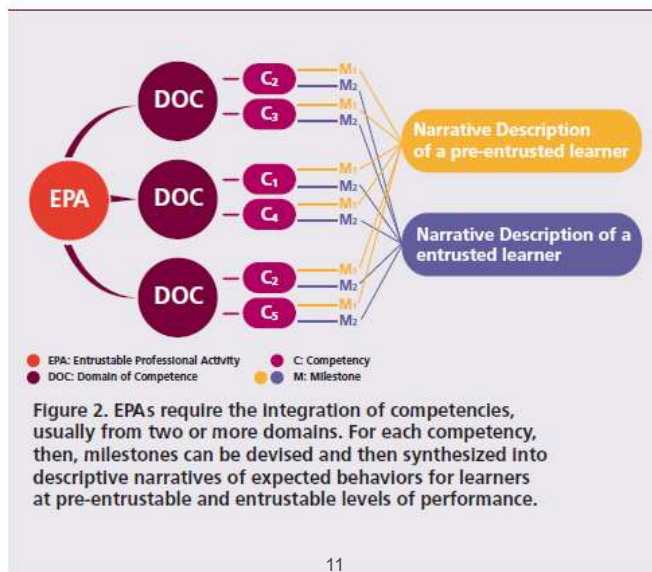 C2
M1
M2
DOC
C3
M1
M2
Narrative Description
of a pre-entrusted learner
EPA
DOC
C1
M1
M2
C4
M1
M2
Narrative Description of a
entrusted learner
DOC
C2
M1
M2
C5
M1
M2
EPA: Entrustable Professional Activity
C: Competency
DOC: Domain of Competence
M: Milestone
Figure 2. EPAs require the integration of competencies,
usually from two or more domains. For each competency,
then, milestones can be devised and then synthesized into
descriptive narratives of expected behaviors for learners
at pre-entrustable and entrustable levels of performance.
11